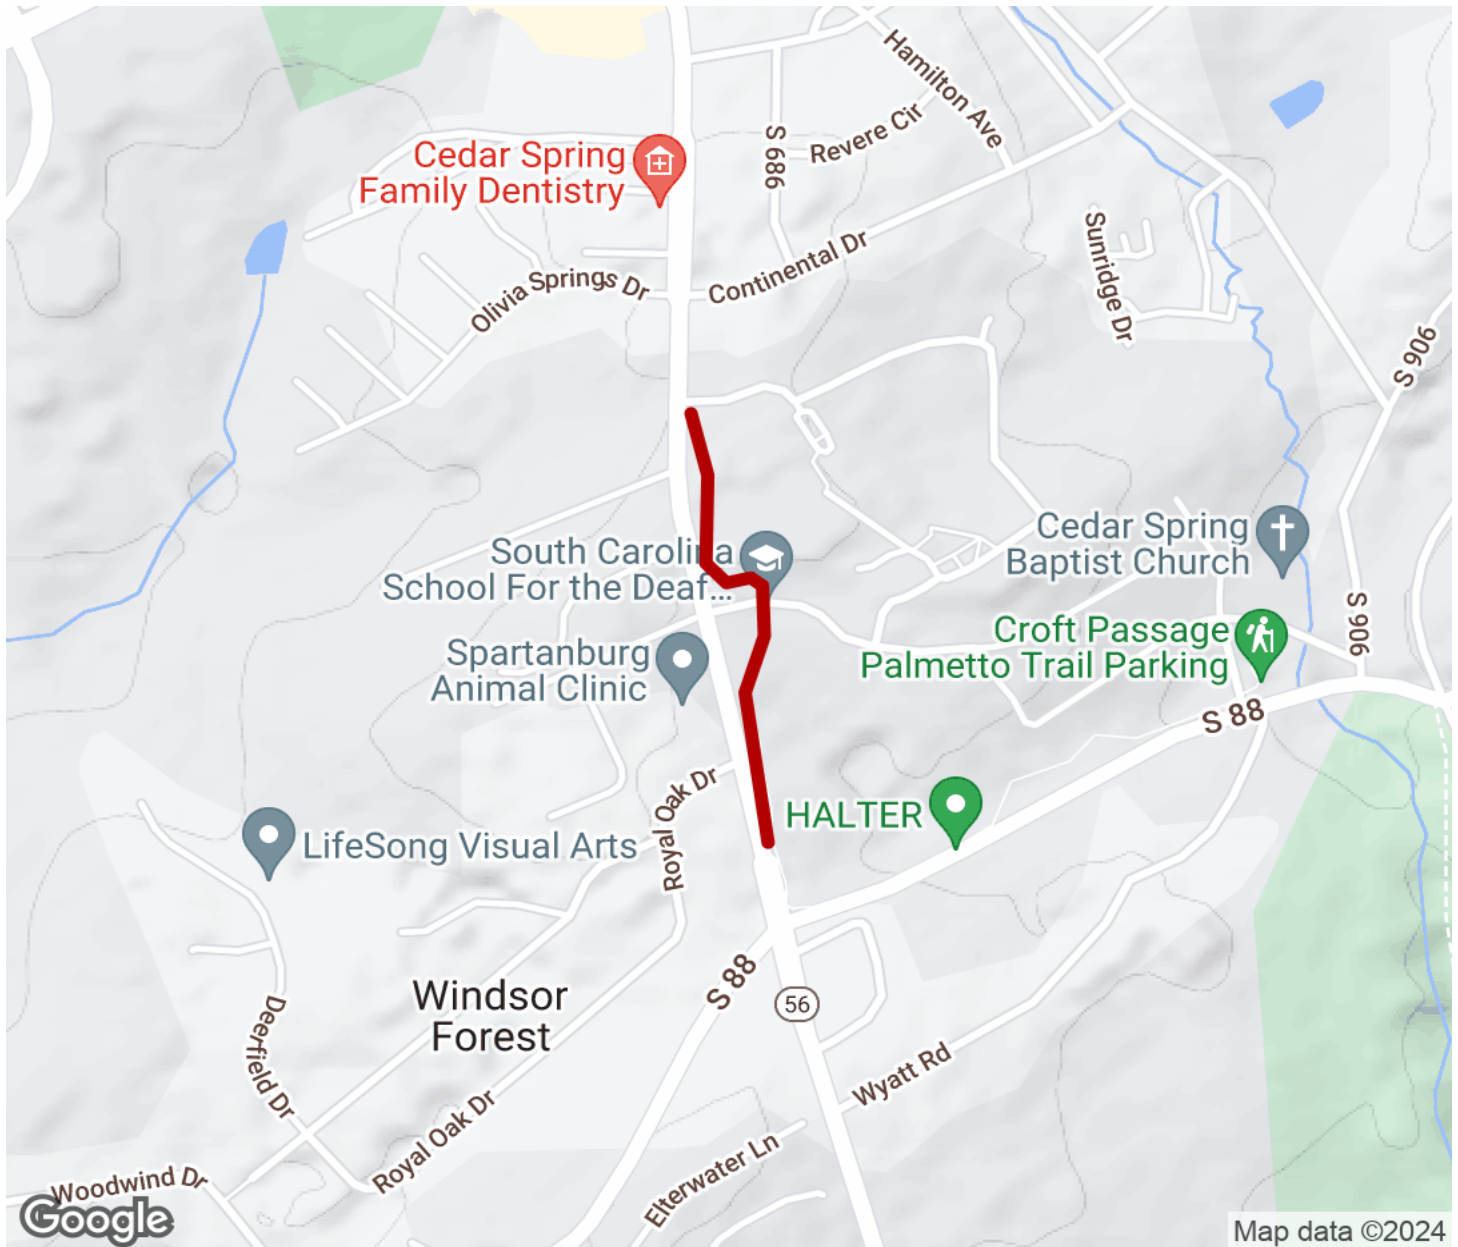 Hamilton Ave
S 686
Revere Cir
Cedar Spring
Family Dentistry
Sunridge Dr
Continental Dr
Olivia Springs Dr
S 906
Cedar Spring
Baptist Church
South Carolina
School For the Deaf...
S 906
Croft Passage
Palmetto Trail Parking
Spartanburg
Animal Clinic
S 88
Royal Oak Dr
HALTER
LifeSong Visual Arts
Windsor
Forest
S 88
56
Deerfield Dr
Wyatt Rd
Royal Oak Dr
Elterwater Ln
Woodwind Dr
Google
Map data ©2024